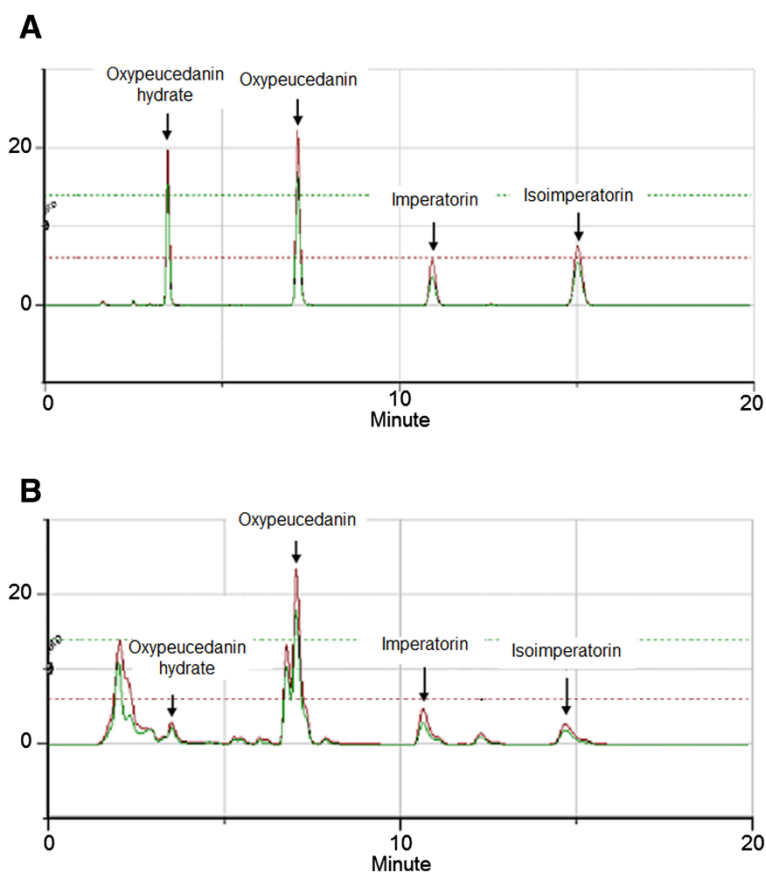 A
Oxypeucedanin
hydrate
Oxypeucedanin
Imperatorin
Isoimperatorin
20
0
0
10
20
Minute
B
Oxypeucedanin
Oxypeucedanin
hydrate
Imperatorin
Isoimperatorin
20
0
0
10
20
Minute